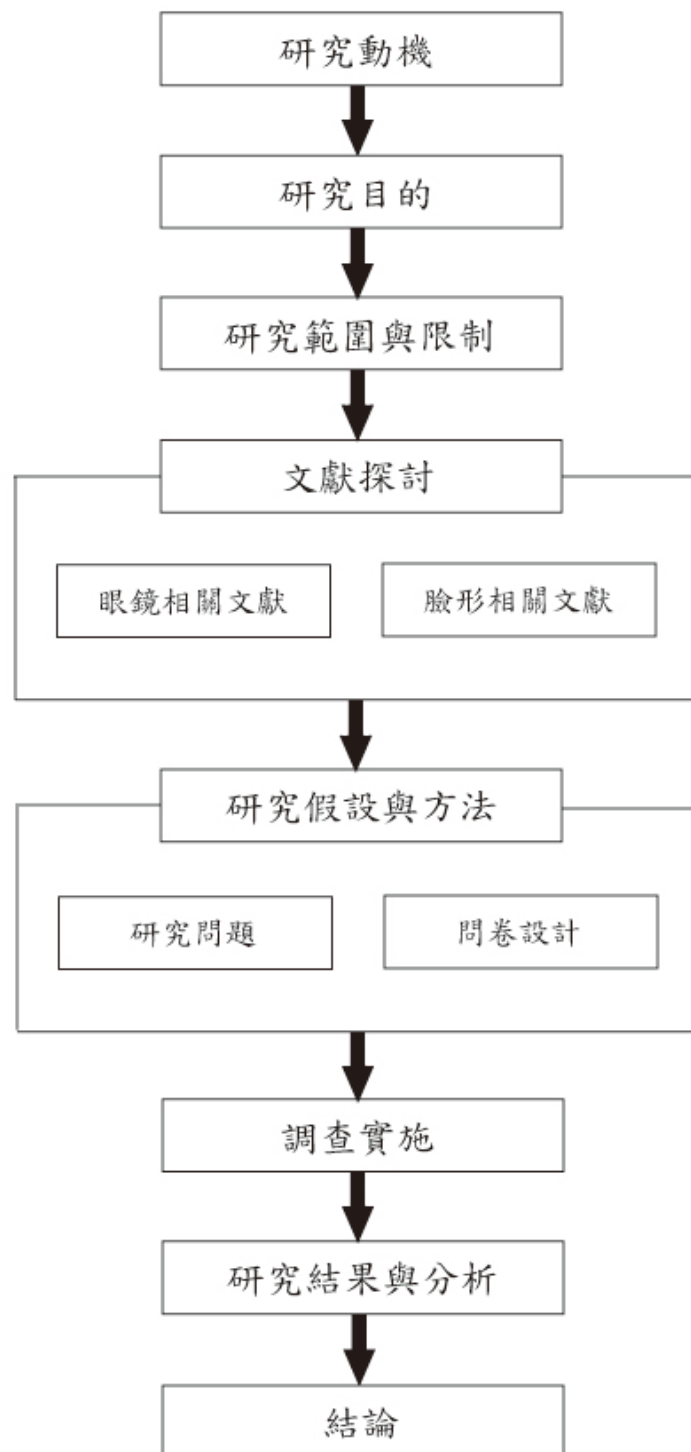 研究動機
研究目的
研究範圍與限制
文獻探討
眼鏡相關文獻
臉形相關文獻
研究假設與方法
研究問題
問卷設計
調查實施
研究結果與分析
結論